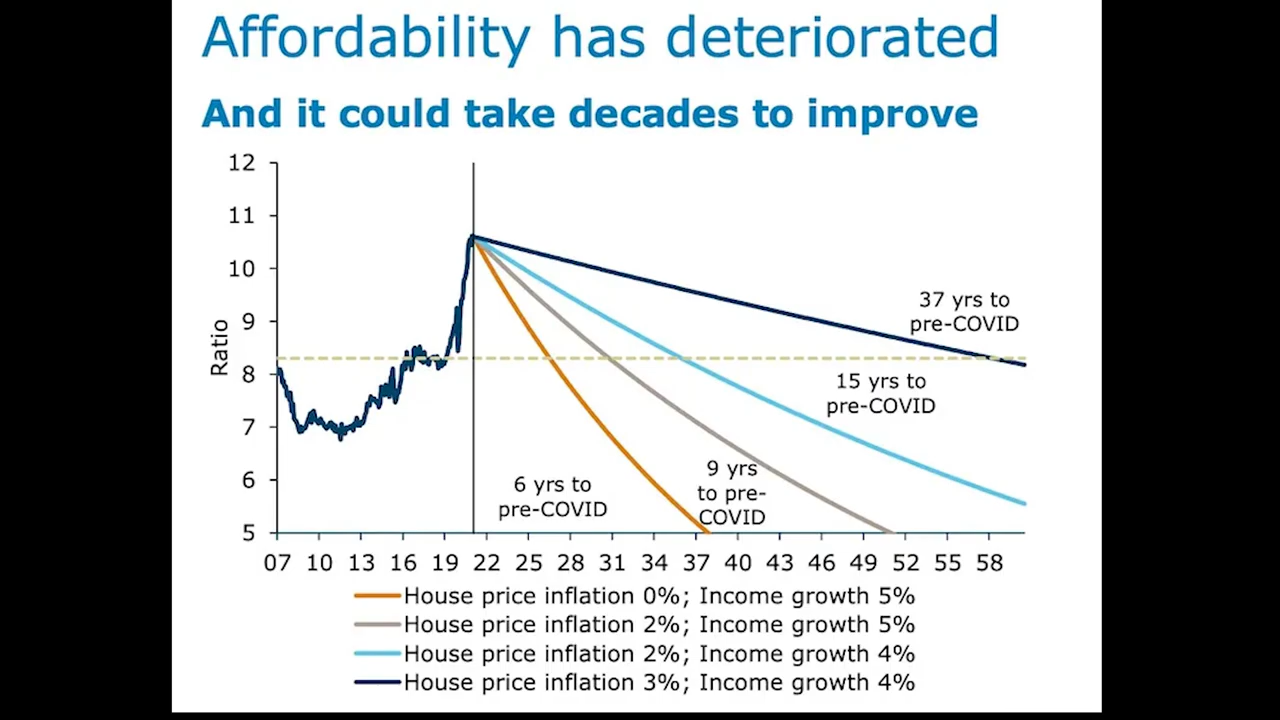 Affordability has deteriorated
And it could take decades to improve
12
11
10
9
8
7
6
5
Ratio
37 yrs to
pre-COVID
15 yrs to
pre-COVID
9 yrs
to pre-
COVID
6 yrs to
pre-COVID
07 10 13 16 19 22 25 28 31 34 37 40 43 46 49 52 55 58
House price inflation 0%; Income growth 5%
House price inflation 2%; Income growth 5%
House price inflation 2%; Income growth 4%
House price inflation 3%; Income growth 4%